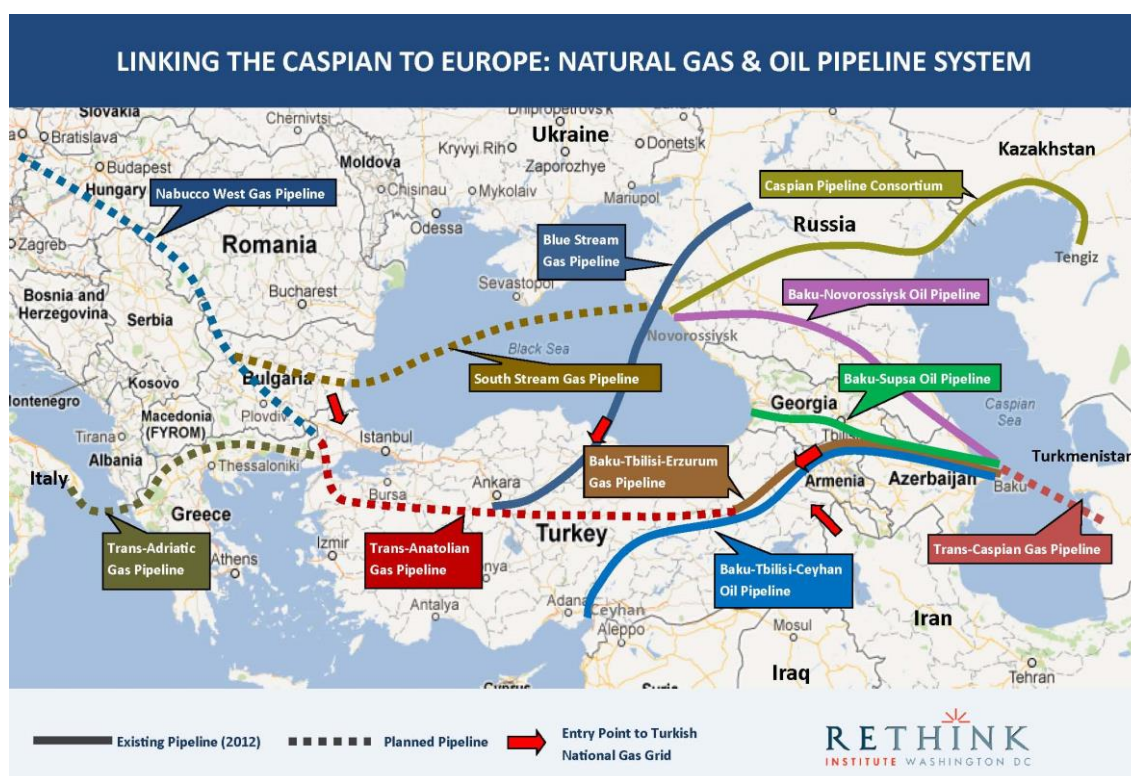 LINKING THE CASPIAN TO EUROPE: NATURAL GAS & OIL PIPELINE SYSTEM
Slovakia
Bratislava
Chernivtsi
Dnipropetrovs'k
Ukraine
Kryvyi Rih
Zaporozhye
Donets'k
Kazakhstan
Budapest
Hungary
Moldova
Chisinau
Mykolaiv
Mariupol
Nabucco West Gas Pipeline
Caspian Pipeline Consortium
Odessa
Zagreb
Romania
Blue Stream
Gas Pipeline
Russia
Tengiz
Bosnia and
Herzegovina
Bucharest
Sevastopol
Baku-Novorossiysk Oil Pipeline
Serbia
Novorossiysk
Black Sea
Kosovo
Bulgaria
South Stream Gas Pipeline
Baku-Supsa Oil Pipeline
Montenegro
Plovdiv
Georgia
Caspian
Sea
Macedonia
(FYROM)
Tirana
Istanbul
Tbilisi
Albania
Thessaloniki
Baku-Tbilisi-Erzurum
Gas Pipeline
Turkmenistan
Italy
Bursa
Ankara
Armenia
Azerbaijan
Baku
Greece
Turkey
Trans-Adriatic
Gas Pipeline
Athens
Izmir
Trans-Anatolian
Gas Pipeline
Baku-Tbilisi-Ceyhan
Oil Pipeline
Trans-Caspian Gas Pipeline
Antalya
Adana
Ceyhan
Aleppo
Mosul
Iran
Iraq
Tehran
Cyprus
Syria
Existing Pipeline (2012)
Planned Pipeline
Entry Point to Turkish
National Gas Grid
RETHINK
INSTITUTE WASHINGTON DC